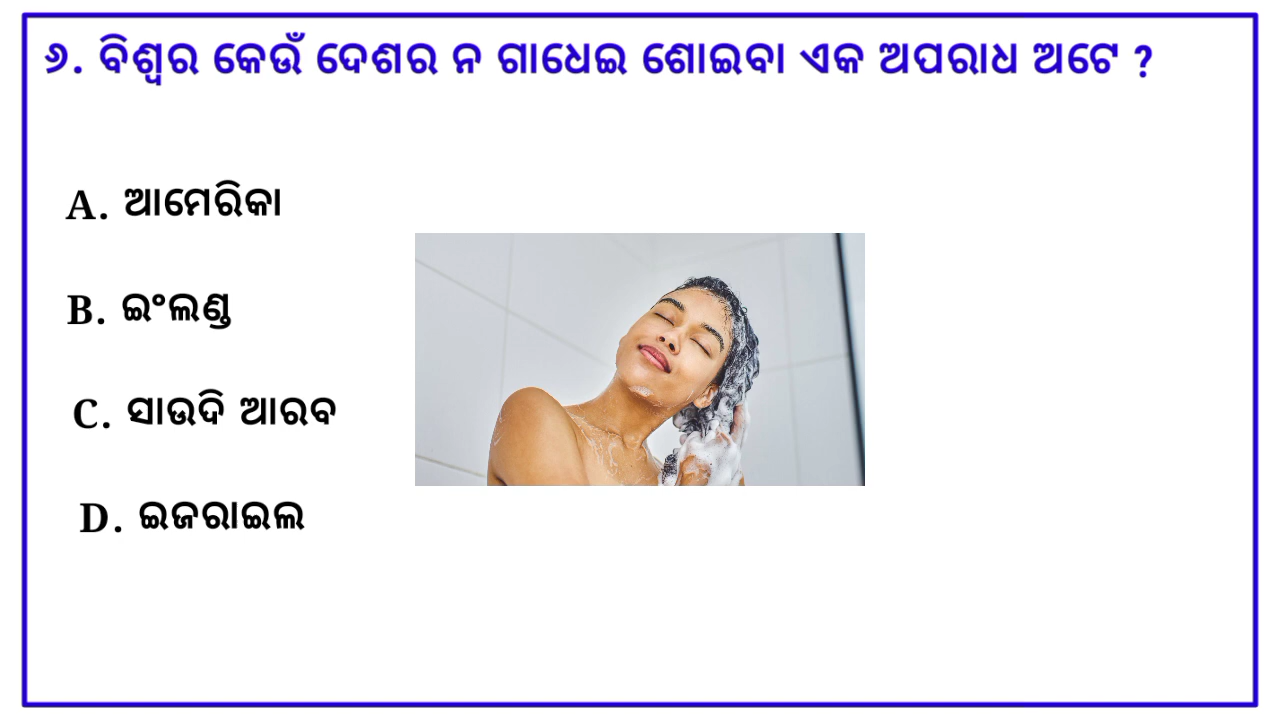 ୬. ବିଶ୍ୱର କେଉଁ ଦେଶର ନ ଗାଧେଇ ଶୋଇବା ଏକ ଅପରାଧ ଅଟେ ?
A. ଆମେରିକା
B. ଇଂଲଣ୍ଡ
C. ସାଉଦି ଆରବ
D. ଇଜରାଇଲ